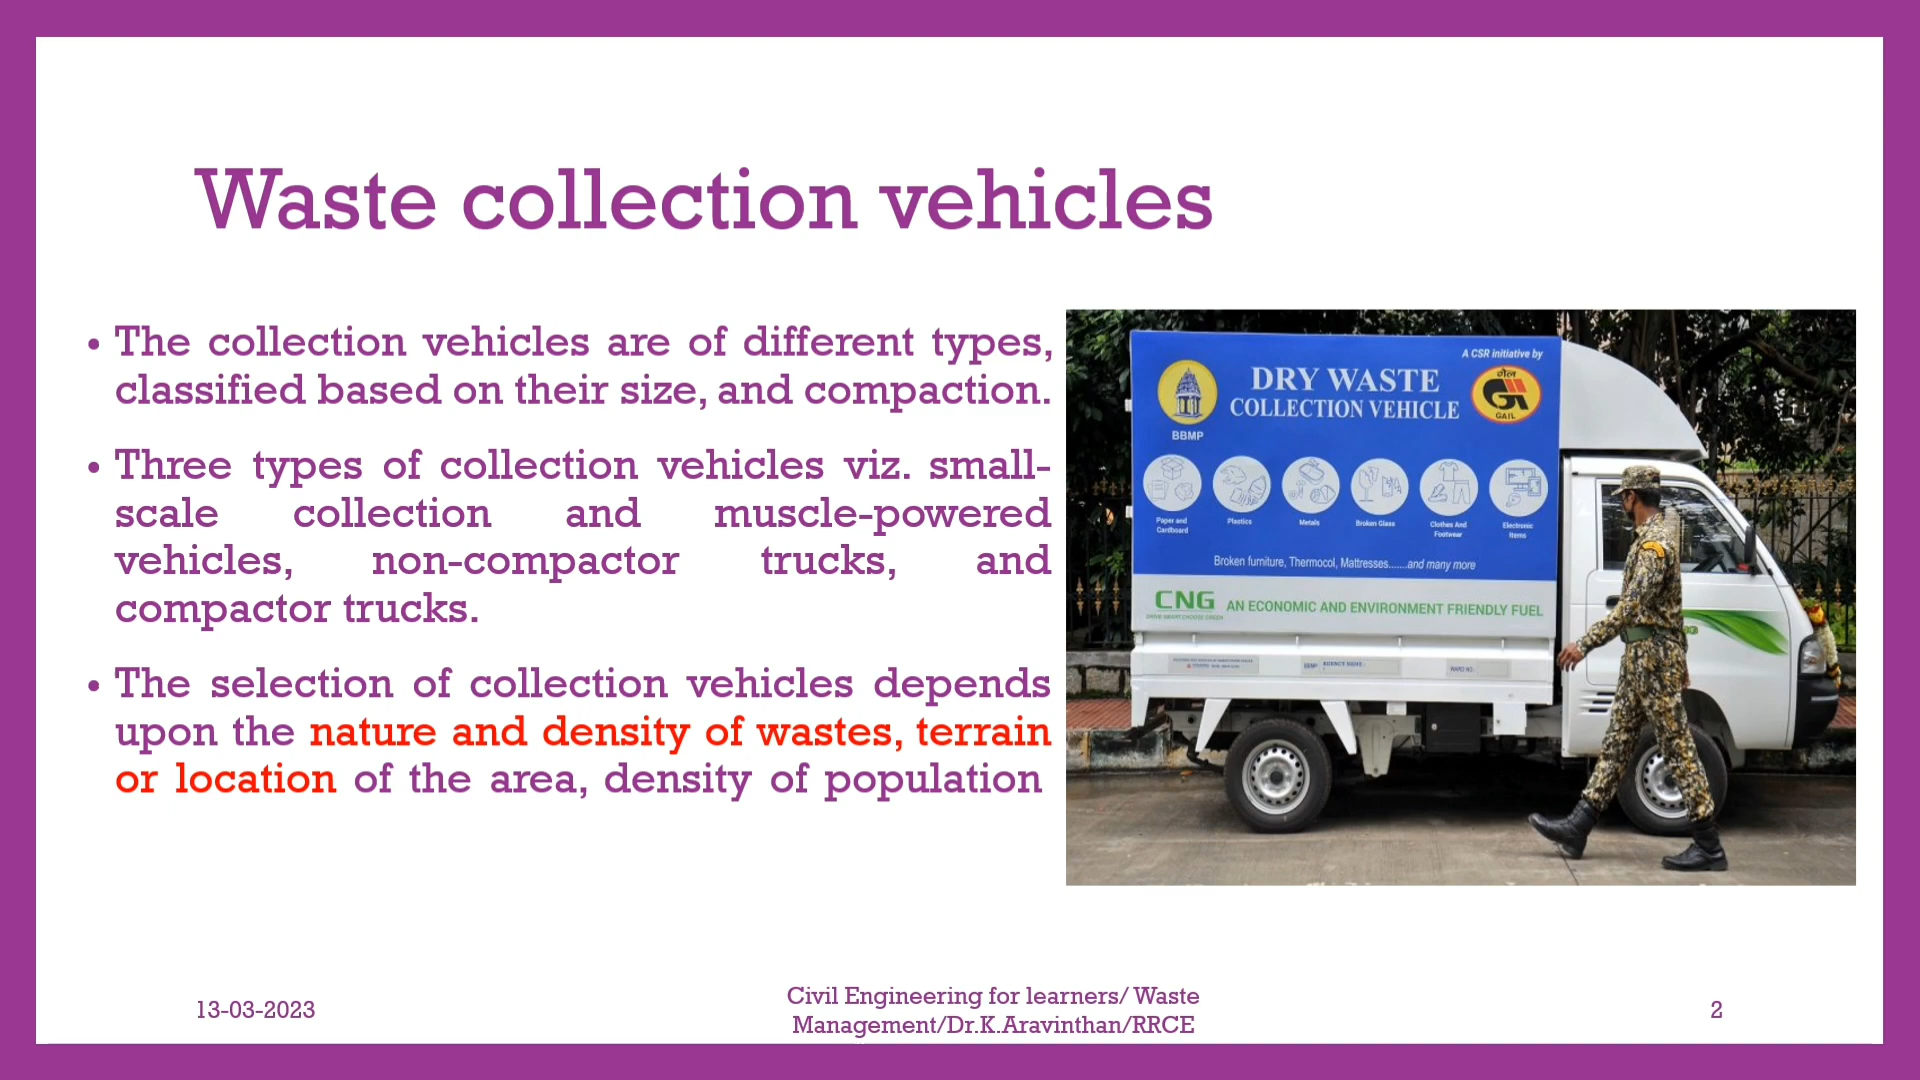 Waste collection vehicles
• The collection vehicles are of different types,
classified based on their size, and compaction.
• Three types of collection vehicles viz. small-
scale collection and muscle-powered
vehicles, non-compactor trucks, and
compactor trucks.
• The selection of collection vehicles depends
upon the nature and density of wastes, terrain
or location of the area, density of population
A CSR initiative by
गेल
GAIL
DRY WASTE
COLLECTION VEHICLE
BBMP
Paper and
Cardboard
Plastics
Metals
Broken Glass
Clothes And
Footwear
Electronic
Items
Broken furniture, Thermocol, Mattresses.......and many more
CNG
AN ECONOMIC AND ENVIRONMENT FRIENDLY FUEL
BBMP
AGENCY NAME:
WARD NO:
13-03-2023
Civil Engineering for learners/ Waste
Management/Dr.K.Aravinthan/RRCE
2